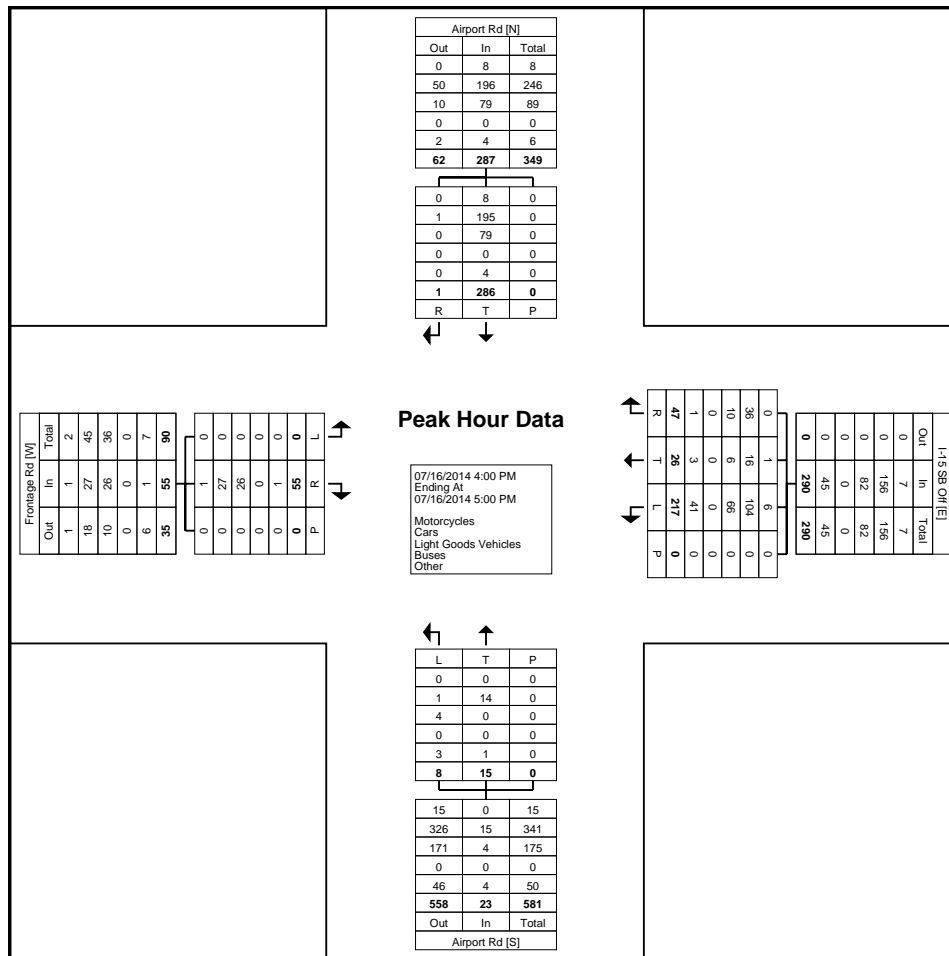 Airport Rd [N]
Out In Total
0 8 8
50 196 246
10 79 89
0 0 0
2 4 6
62 287 349
0 8 0
1 195 0
0 79 0
0 0 0
0 4 0
1 286 0
R T P
Frontage Rd [W]
Out In Total
1 1 2
18 27 45
10 26 36
0 0 0
6 1 7
35 55 90
0 1 0
0 27 0
0 26 0
0 0 0
0 1 0
0 55 0
P R L
Peak Hour Data
07/16/2014 4:00 PM
Ending At
07/16/2014 5:00 PM
Motorcycles
Cars
Light Goods Vehicles
Buses
Other
I-15 SB Off [E]
Out In Total
0 7 7
0 156 156
0 82 82
0 0 0
0 45 45
0 290 290
0 1 6 0
36 16 104 0
10 6 66 0
0 0 0 0
1 3 41 0
47 26 217 0
R T L P
L T P
0 0 0
1 14 0
4 0 0
0 0 0
3 1 0
8 15 0
15 0 15
326 15 341
171 4 175
0 0 0
46 4 50
558 23 581
Out In Total
Airport Rd [S]